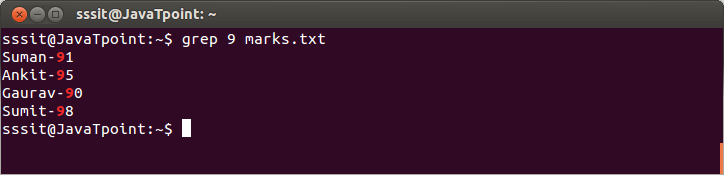 sssit@JavaTpoint: ~
sssit@JavaTpoint:~$ grep 9 marks.txt
Suman-91
Ankit-95
Gaurav-90
Sumit-98
sssit@JavaTpoint:~$